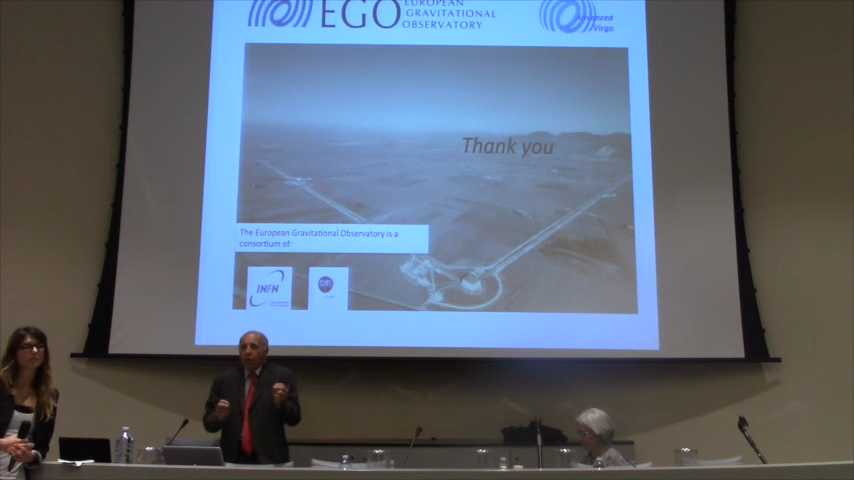 EGO
EUROPEAN
GRAVITATIONAL
OBSERVATORY
Advanced
Virgo
Thank you
The European Gravitational Observatory is a
consortium of:
INFN